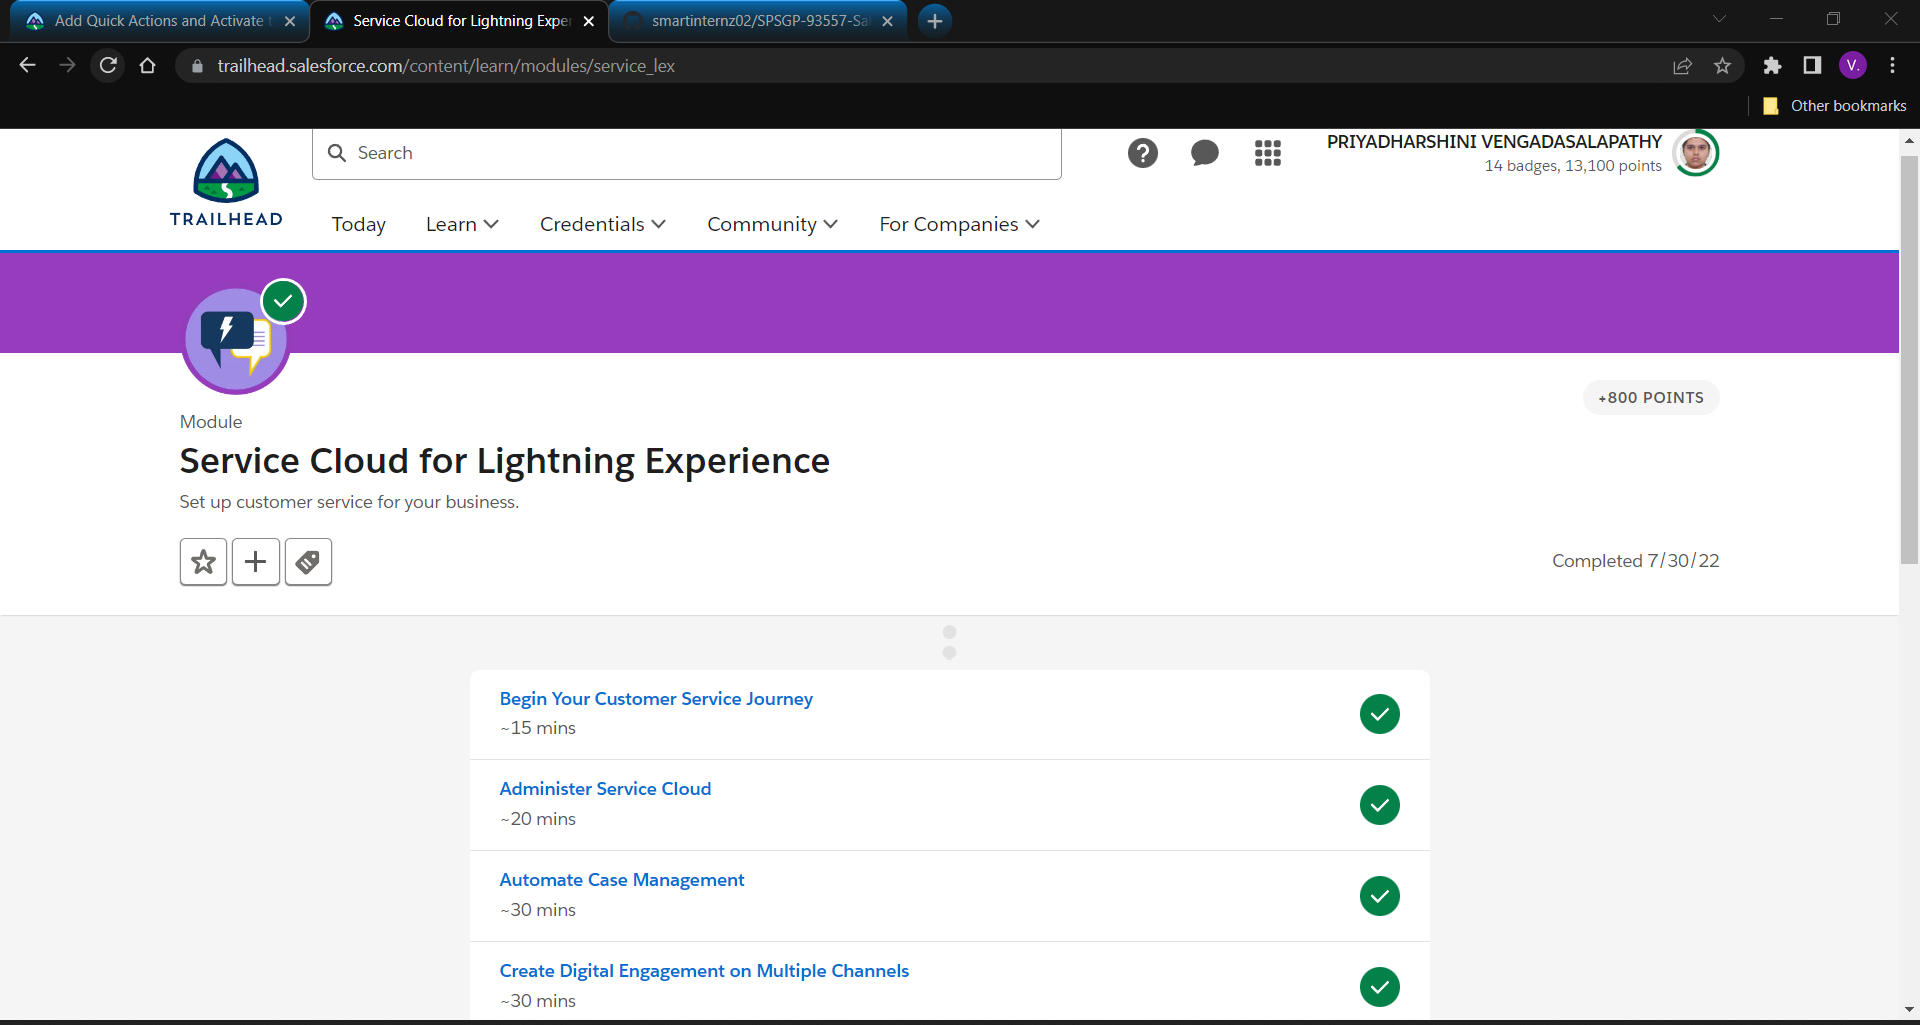 Add Quick Actions and Activate
Service Cloud for Lightning Exper
smartinternz02/SPSGP-93557-Sal
trailhead.salesforce.com/content/learn/modules/service_lex
V.
Other bookmarks
TRAILHEAD
Search
PRIYADHARSHINI VENGADASALAPATHY
14 badges, 13,100 points
Today
Learn
Credentials
Community
For Companies
+800 POINTS
Module
Service Cloud for Lightning Experience
Set up customer service for your business.
Completed 7/30/22
Begin Your Customer Service Journey
~15 mins
Administer Service Cloud
~20 mins
Automate Case Management
~30 mins
Create Digital Engagement on Multiple Channels
~30 mins